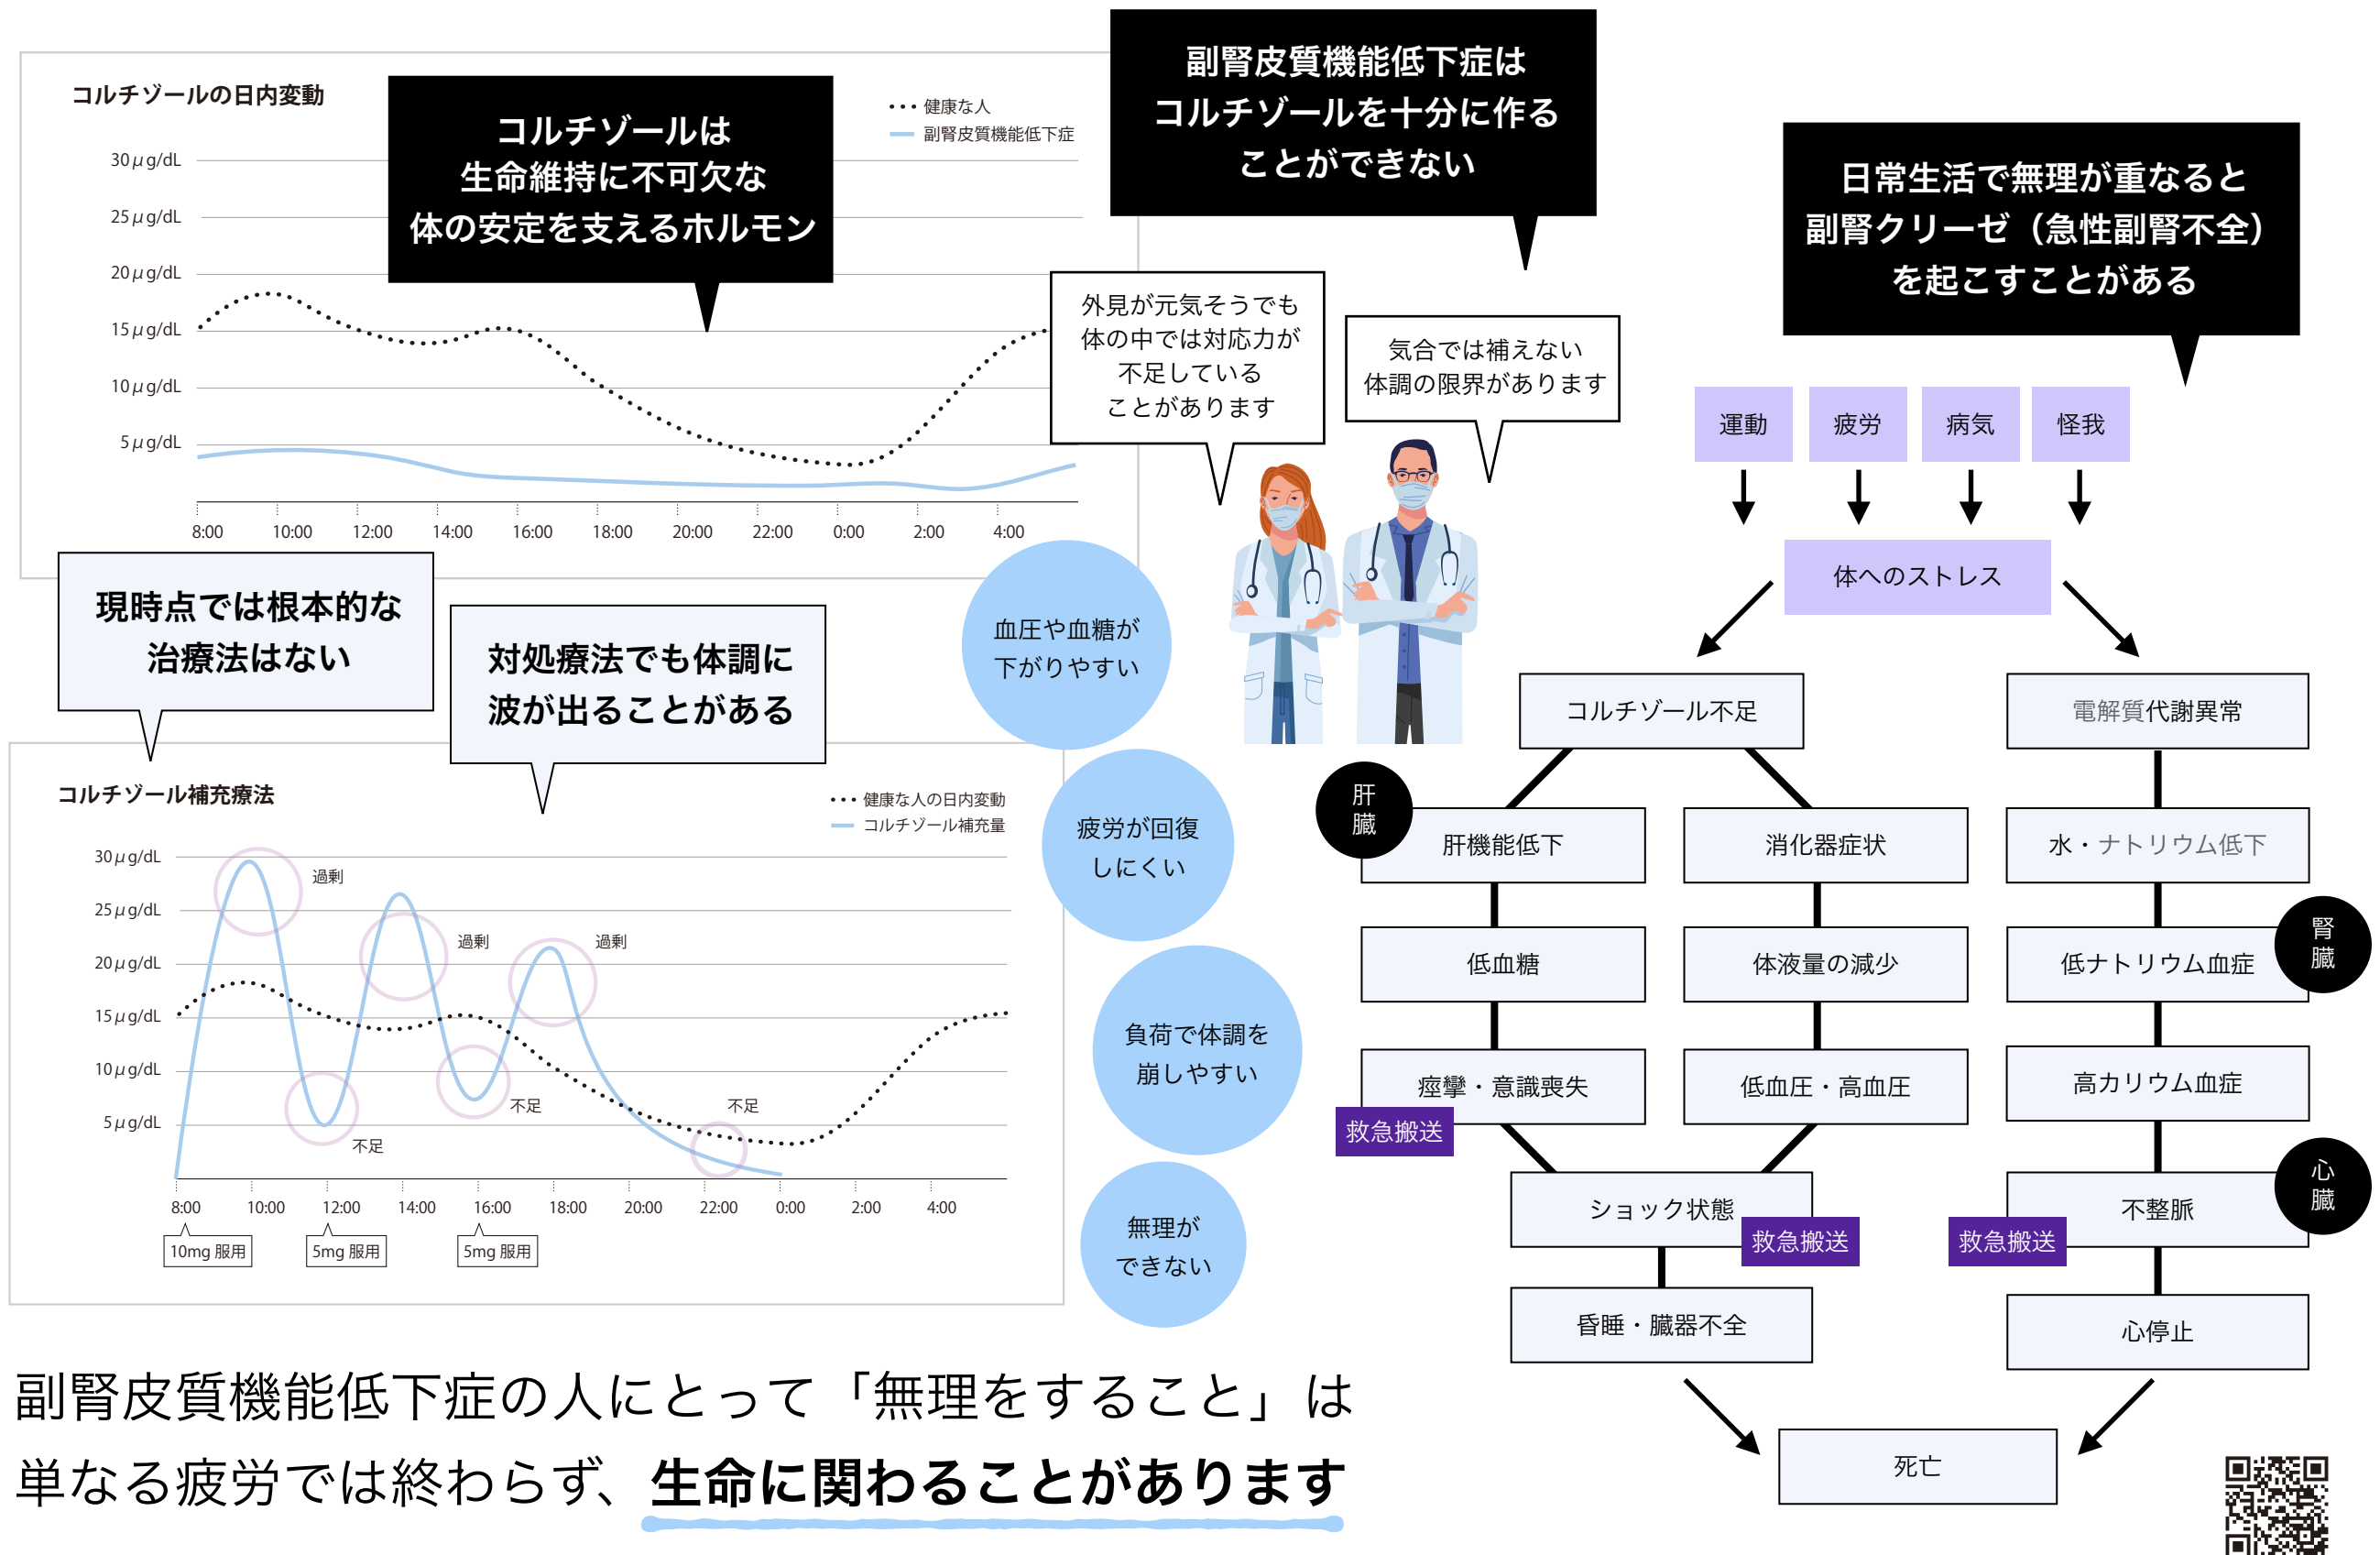 コルチゾールの日内変動
健康な人
副腎皮質機能低下症
コルチゾールは
生命維持に不可欠な
体の安定を支えるホルモン
30μg/dL
25μg/dL
20μg/dL
15μg/dL
10μg/dL
5μg/dL
8:00
10:00
12:00
14:00
16:00
18:00
20:00
22:00
0:00
2:00
4:00
副腎皮質機能低下症は
コルチゾールを十分に作る
ことができない
外見が元気そうでも
体の中では対応力が
不足している
ことがあります
気合では補えない
体調の限界があります
日常生活で無理が重なると
副腎クリーゼ（急性副腎不全）
を起こすことがある
運動
疲労
病気
怪我
体へのストレス
現時点では根本的な
治療法はない
対処療法でも体調に
波が出ることがある
コルチゾール補充療法
健康な人の日内変動
コルチゾール補充量
30μg/dL
25μg/dL
20μg/dL
15μg/dL
10μg/dL
5μg/dL
過剰
過剰
過剰
不足
不足
不足
8:00
10:00
12:00
14:00
16:00
18:00
20:00
22:00
0:00
2:00
4:00
10mg 服用
5mg 服用
5mg 服用
血圧や血糖が
下がりやすい
疲労が回復
しにくい
負荷で体調を
崩しやすい
無理が
できない
コルチゾール不足
電解質代謝異常
肝臓
肝機能低下
消化器症状
水・ナトリウム低下
低血糖
体液量の減少
低ナトリウム血症
腎臓
痙攣・意識喪失
救急搬送
低血圧・高血圧
高カリウム血症
ショック状態
救急搬送
不整脈
救急搬送
心臓
昏睡・臓器不全
心停止
死亡
副腎皮質機能低下症の人にとって「無理をすること」は
単なる疲労では終わらず、生命に関わることがあります